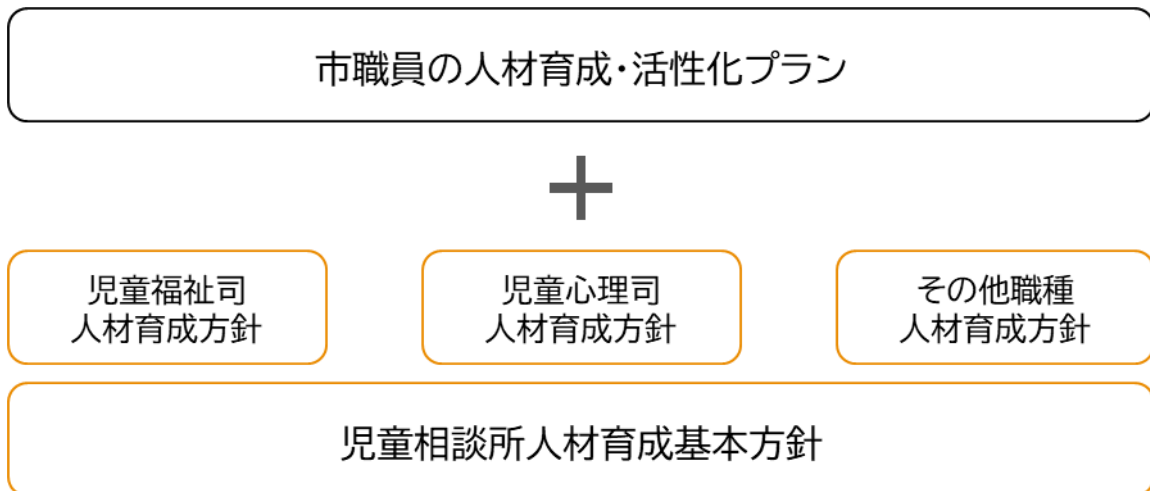 市職員の人材育成・活性化プラン
+
児童福祉司
人材育成方針
児童心理司
人材育成方針
その他職種
人材育成方針
児童相談所人材育成基本方針